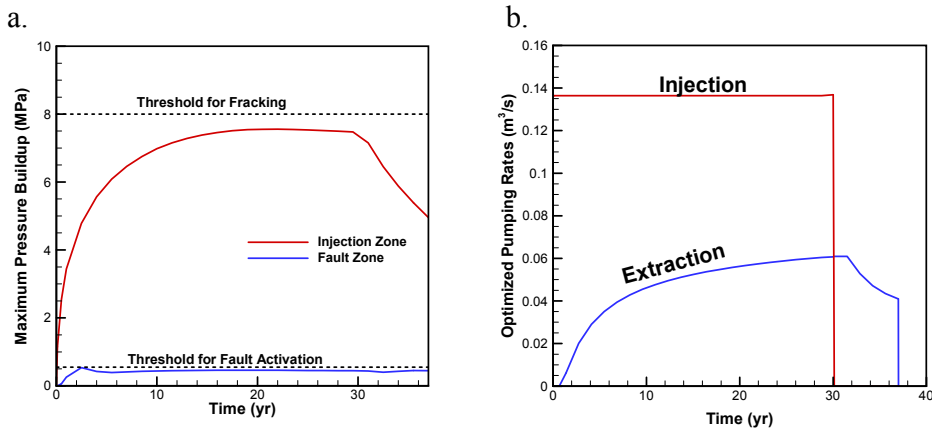 a.
Maximum Pressure Buildup (MPa)
10
8
6
4
2
0
Threshold for Fracking
Injection Zone
Fault Zone
Threshold for Fault Activation
0
10
20
30
Time (yr)
b.
Optimized Pumping Rates (m³/s)
0.16
0.14
0.12
0.10
0.08
0.06
0.04
0.02
0
Injection
Extraction
0
10
20
30
40
Time (yr)